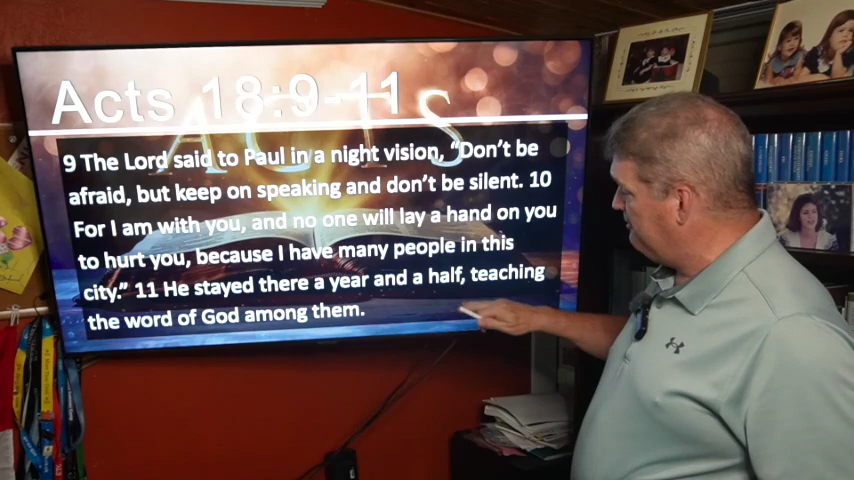 Acts 18:9-11
ACTS
9 The Lord said to Paul in a night vision, “Don’t be
afraid, but keep on speaking and don’t be silent. 10
For I am with you, and no one will lay a hand on you
to hurt you, because I have many people in this
city.” 11 He stayed there a year and a half, teaching
the word of God among them.